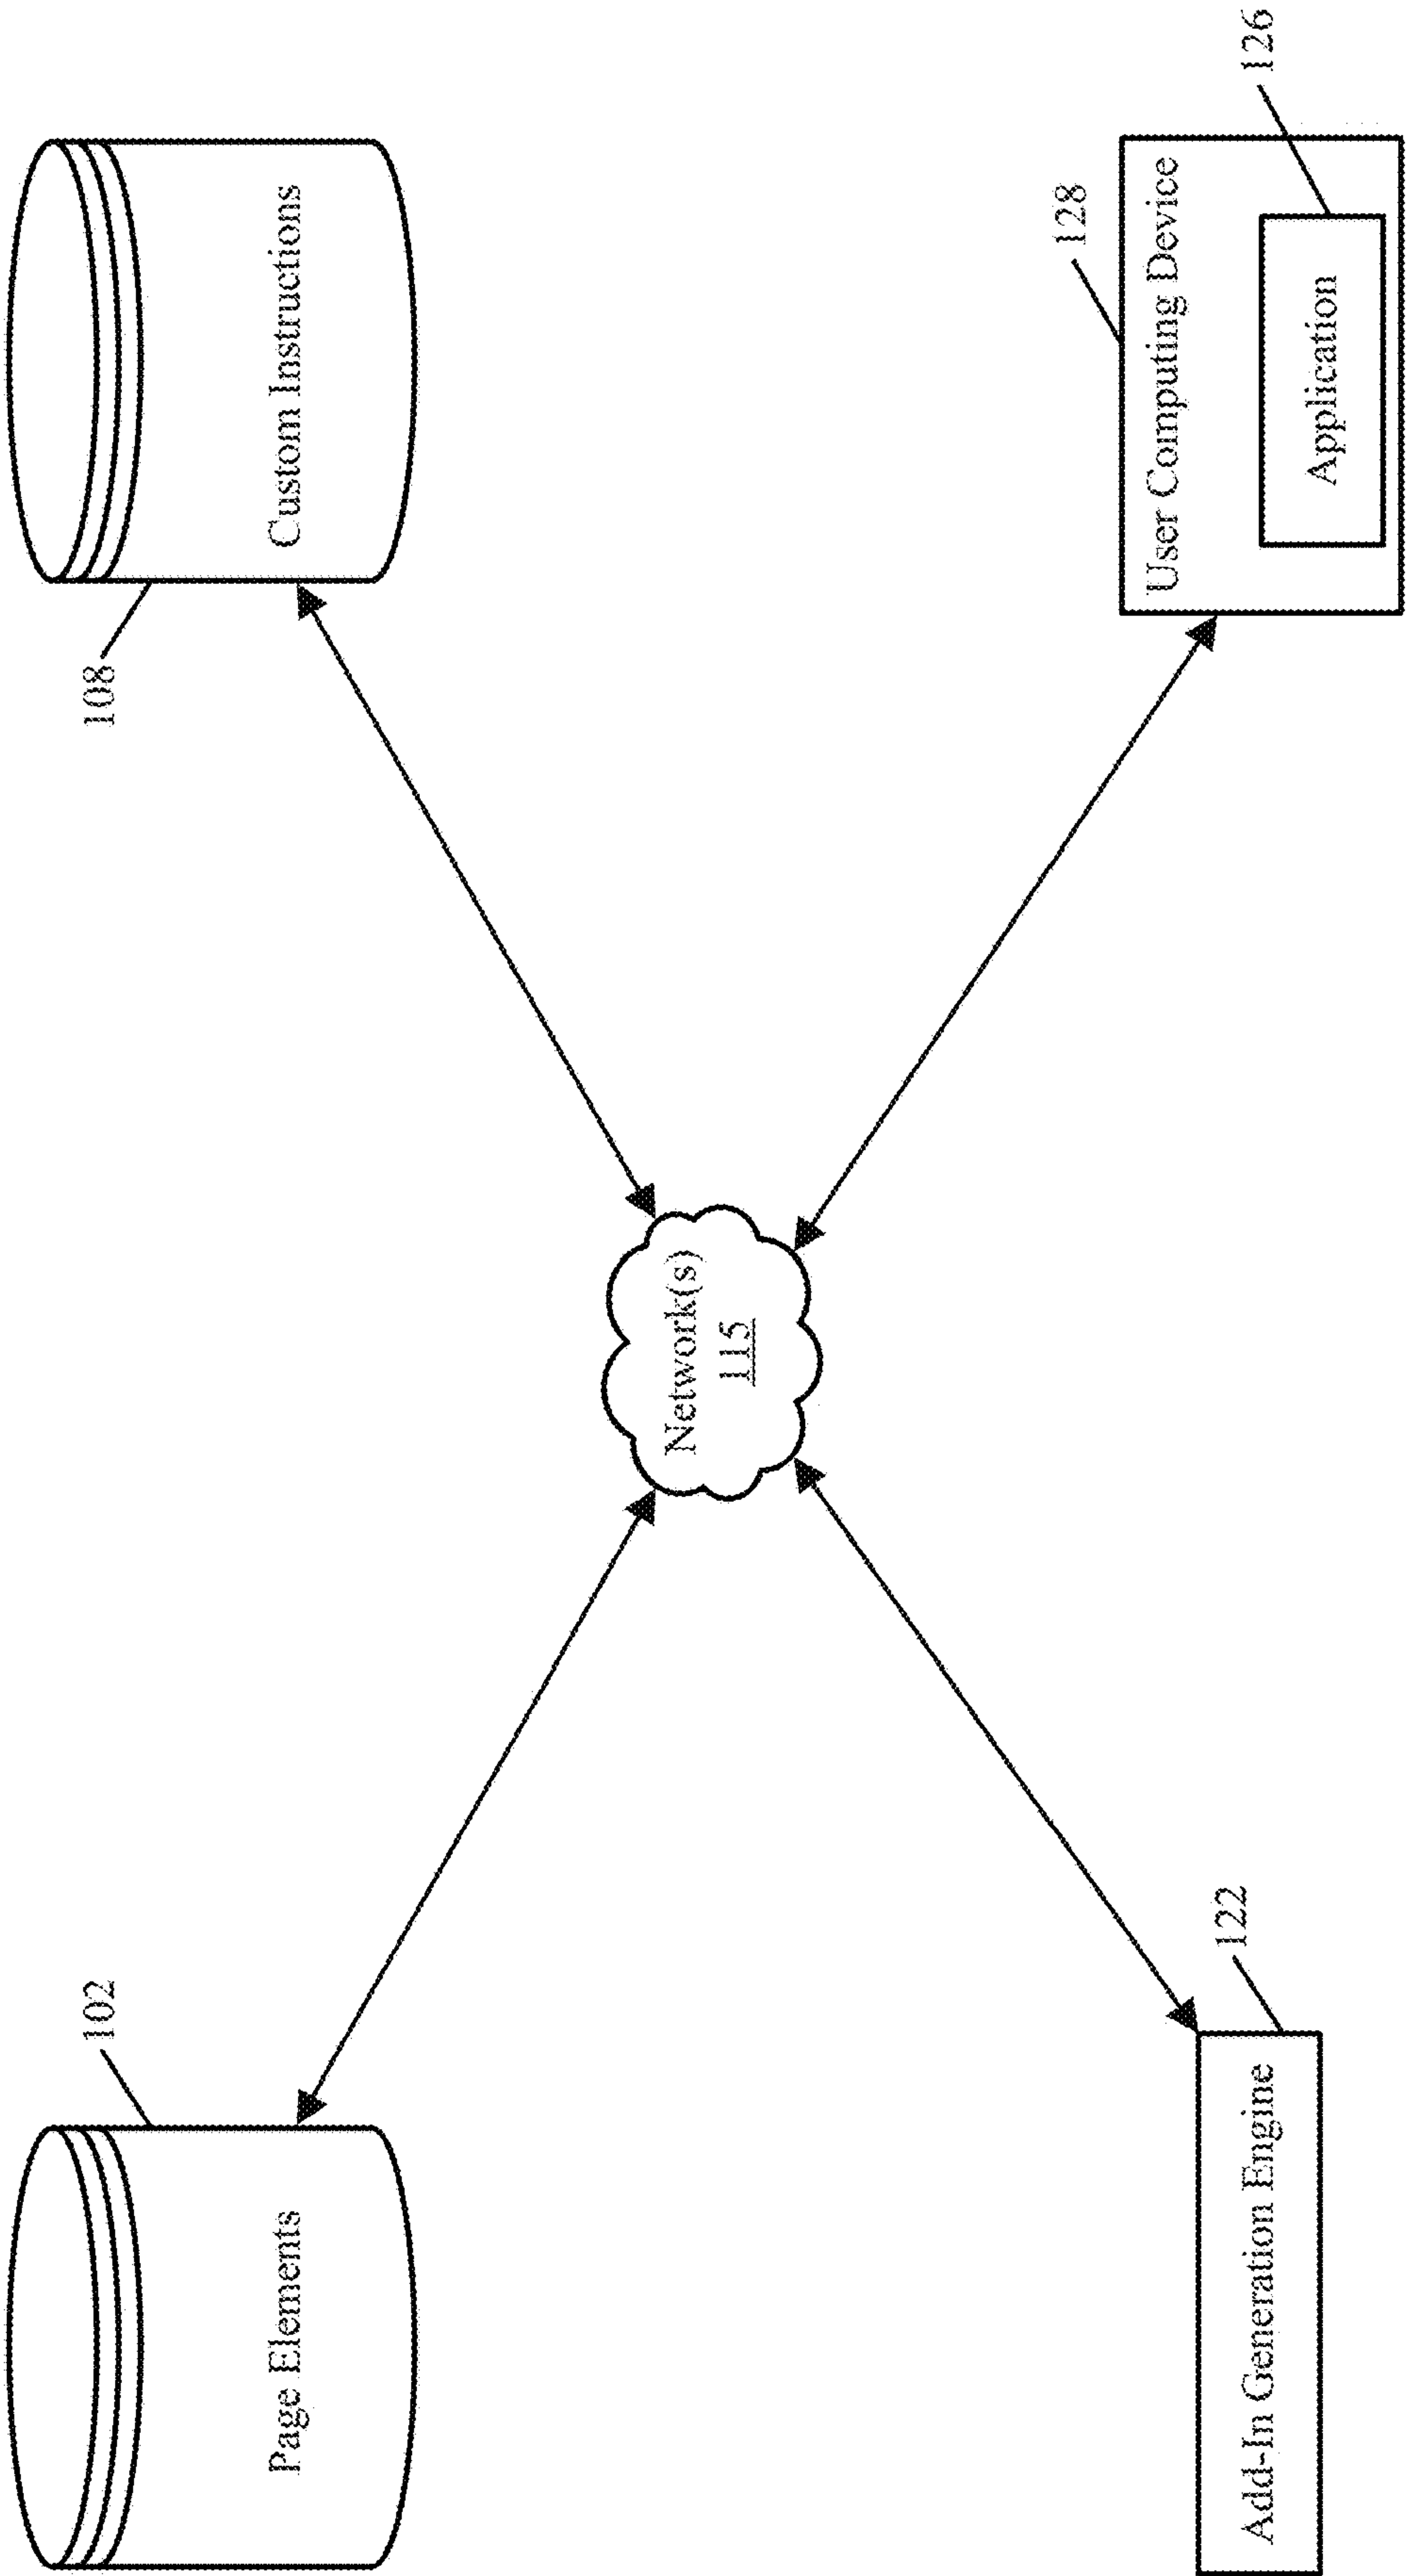 102
Page Elements
108
Custom Instructions
Network(s)
115
122
Add-In Generation Engine
128
User Computing Device
Application
126